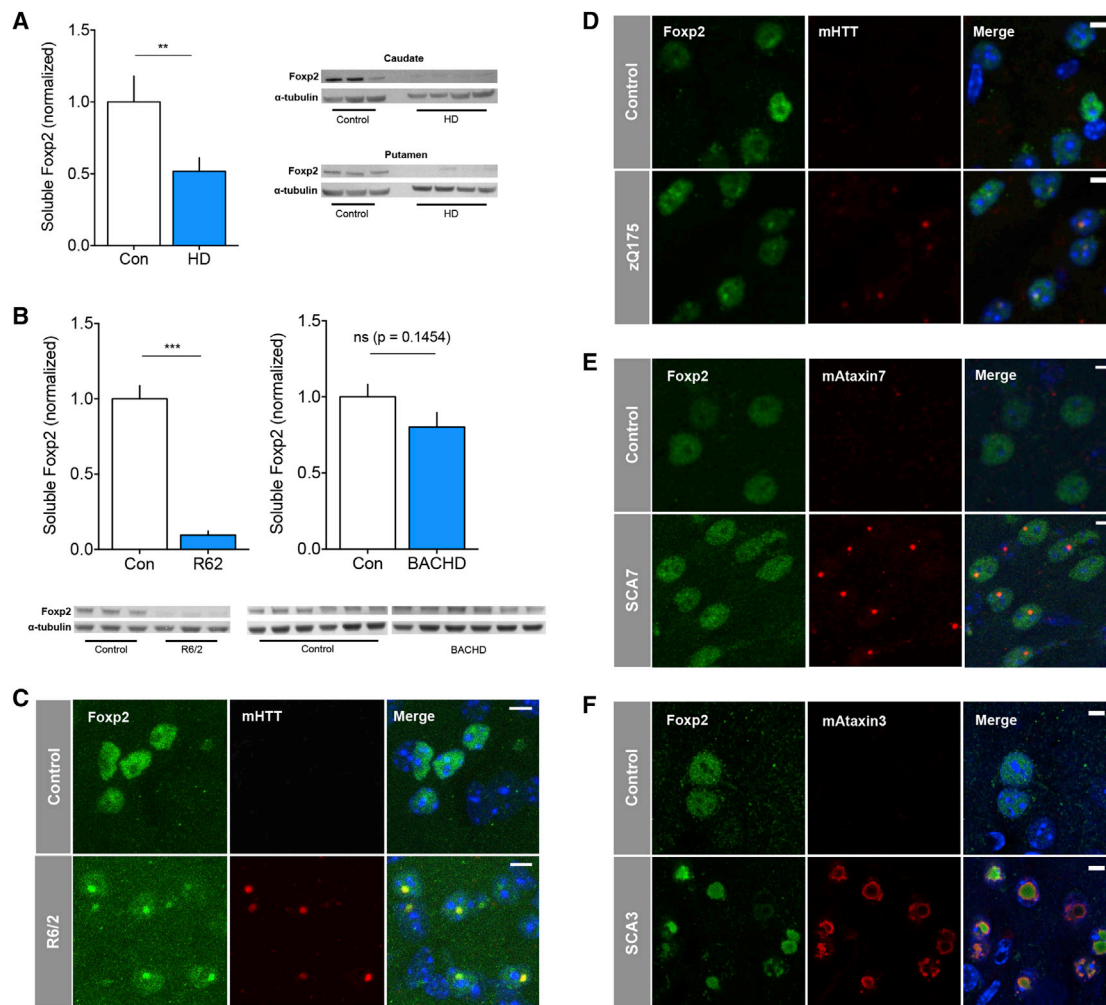 A
Soluble Foxp2 (normalized)
1.5
1.0
0.5
0.0
**
Con
HD
Caudate
Foxp2
α-tubulin
Control
HD
Putamen
Foxp2
α-tubulin
Control
HD
B
Soluble Foxp2 (normalized)
1.5
1.0
0.5
0.0
***
Con
R62
Soluble Foxp2 (normalized)
1.5
1.0
0.5
0.0
ns (p = 0.1454)
Con
BACHD
Foxp2
α-tubulin
Control
R6/2
Control
BACHD
C
Foxp2
mHTT
Merge
Control
R6/2
D
Foxp2
mHTT
Merge
Control
zQ175
E
Foxp2
mAtaxin7
Merge
Control
SCA7
F
Foxp2
mAtaxin3
Merge
Control
SCA3